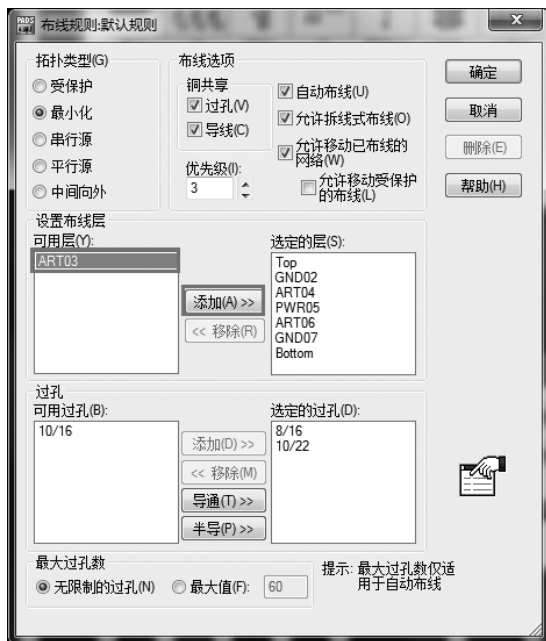 PADS
布线规则:默认规则
拓扑类型(G)
受保护
最小化
串行源
平行源
中间向外
布线选项
铜共享
过孔(V)
导线(C)
优先级(I):
3
自动布线(U)
允许拆线式布线(O)
允许移动已布线的
网络(W)
允许移动受保护
的布线(L)
确定
取消
删除(E)
帮助(H)
设置布线层
可用层(Y):
ART03
添加(A) >>
<< 移除(R)
选定的层(S):
Top
GND02
ART04
PWR05
ART06
GND07
Bottom
过孔
可用过孔(B):
10/16
添加(D) >>
<< 移除(M)
导通(T) >>
半导(P) >>
选定的过孔(D):
8/16
10/22
最大过孔数
无限制的过孔(N)
最大值(F):
60
提示: 最大过孔数仅适
用于自动布线